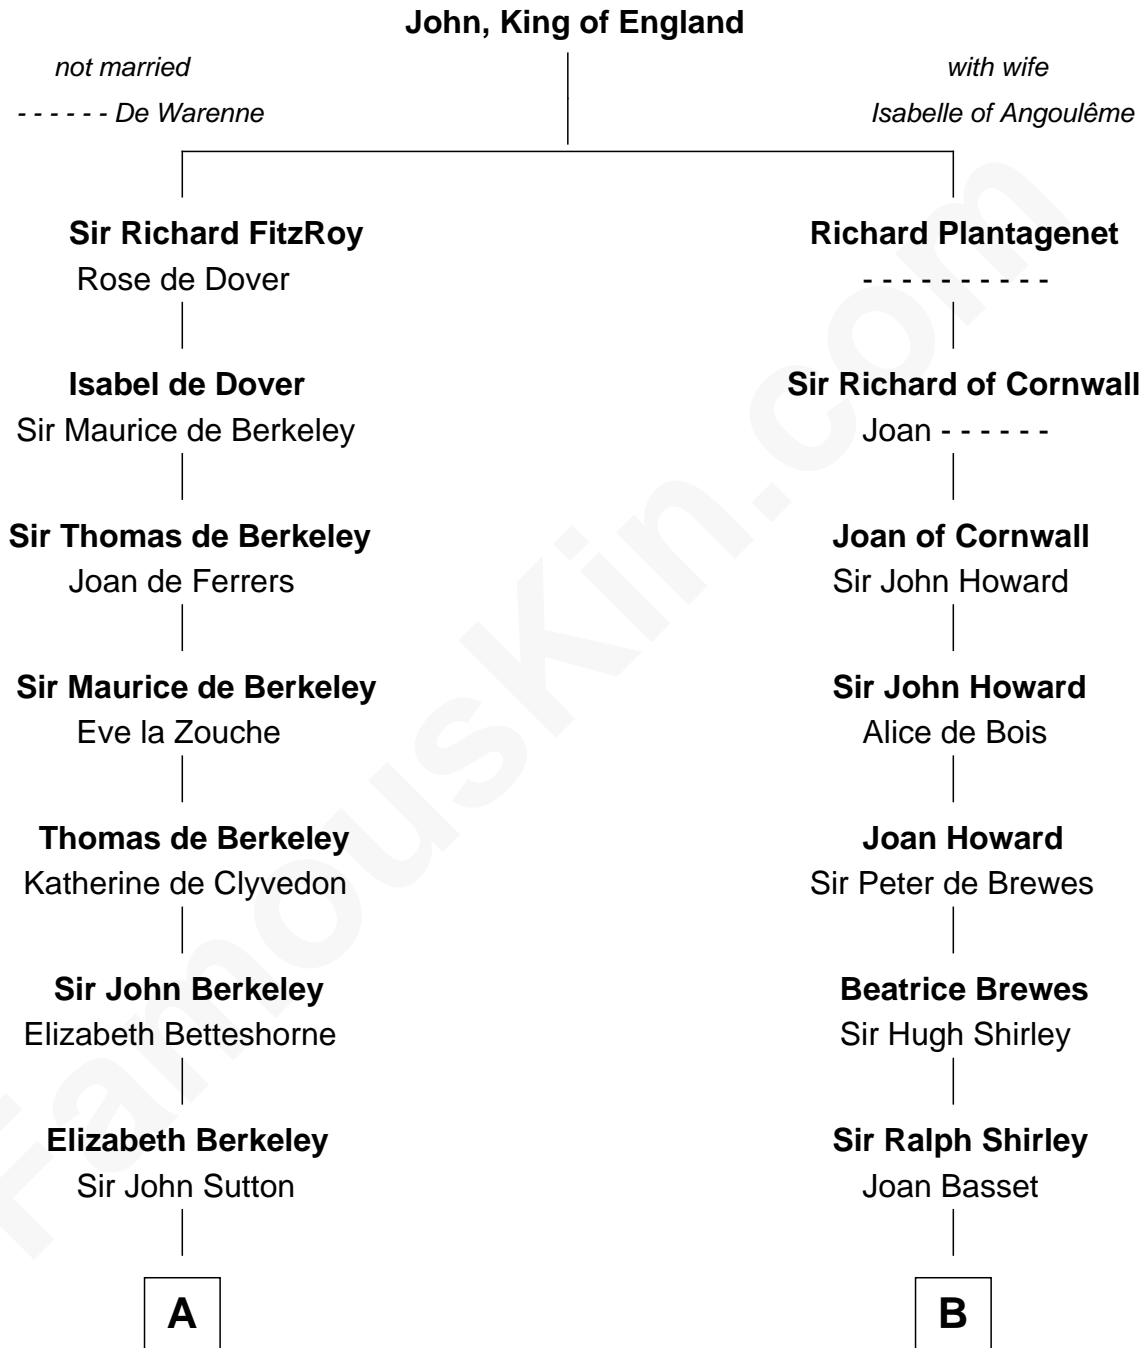 John, King of England
not married
with wife
- - - - - - De Warenne
Isabelle of Angoulême
Sir Richard FitzRoy
Rose de Dover
Richard Plantagenet
- - - - - - - - - -
Isabel de Dover
Sir Maurice de Berkeley
Sir Richard of Cornwall
Joan - - - - - -
Sir Thomas de Berkeley
Joan de Ferrers
Joan of Cornwall
Sir John Howard
Sir Maurice de Berkeley
Eve la Zouche
Sir John Howard
Alice de Bois
Thomas de Berkeley
Katherine de Clyvedon
Joan Howard
Sir Peter de Brewes
Sir John Berkeley
Elizabeth Betteshorne
Beatrice Brewes
Sir Hugh Shirley
Elizabeth Berkeley
Sir John Sutton
Sir Ralph Shirley
Joan Basset
A
B
FamousKin.com